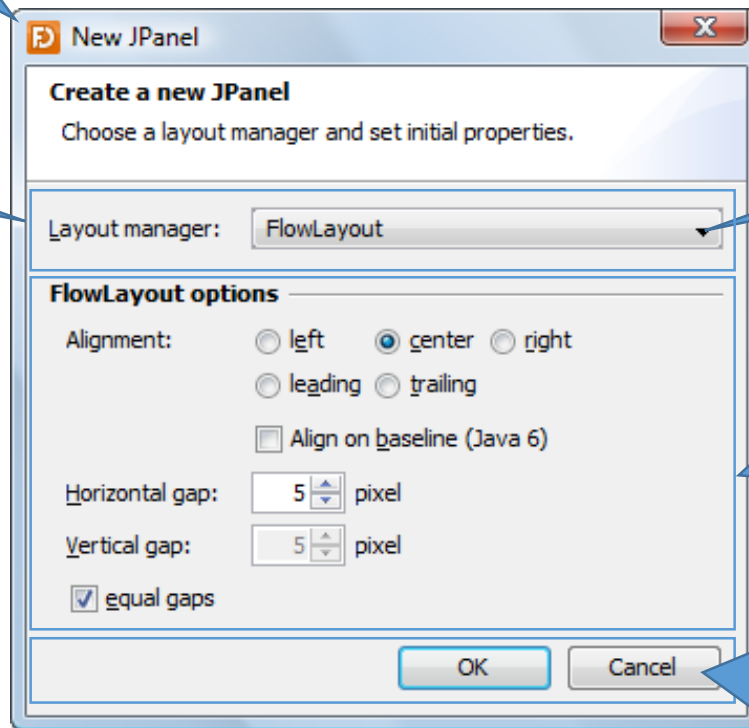 New JPanel
Create a new JPanel
Choose a layout manager and set initial properties.
Layout manager: FlowLayout
FlowLayout options
Alignment: left center right
leading trailing
Align on baseline (Java 6)
Horizontal gap: 5 pixel
Vertical gap: 5 pixel
equal gaps
OK Cancel